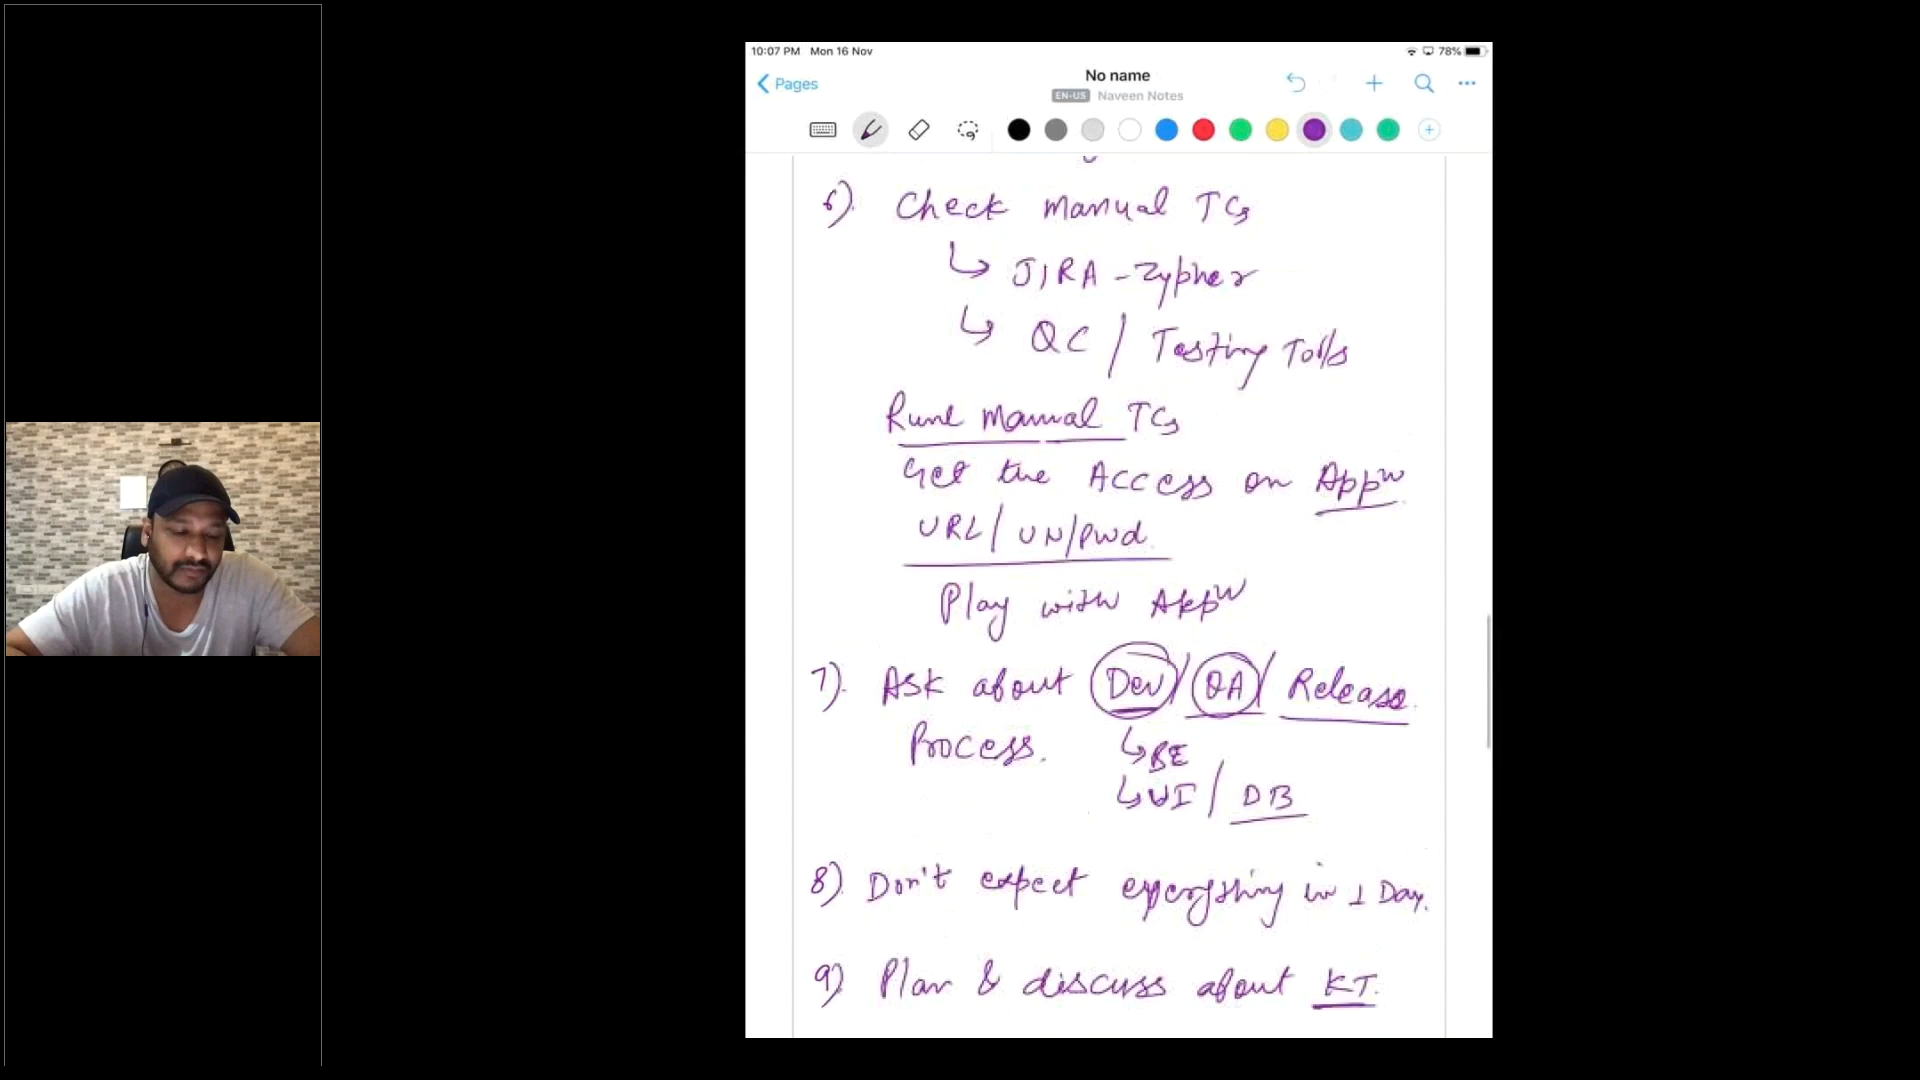 10:07 PM Mon 16 Nov
78%
Pages
No name
EN-US Naveen Notes
6). Check Manual TCs
↳ JIRA - Zypher
↳ QC / Testing Tolls
Rune Manual TCs
Get the Access on Appn.
URL / UN/Pwd.
Play with Appn
7). Ask about Dev / QA / Release.
Process. ↳ BE
↳ UI / DB
8) Don't expect everything in 1 Day.
9) Plan & discuss about KT.